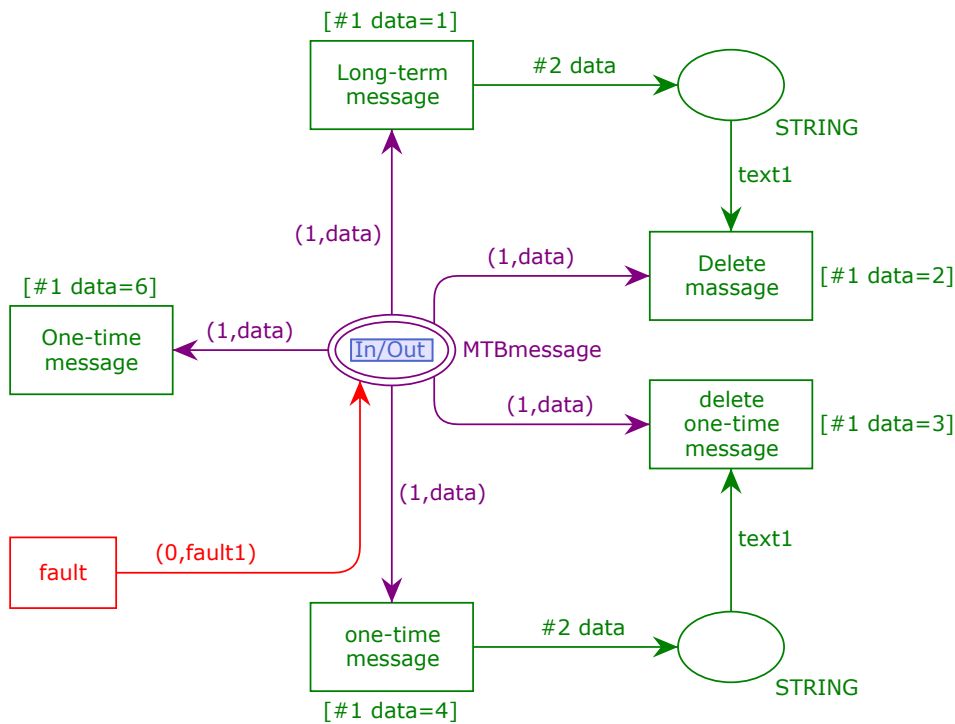 [#1 data=1]
Long-term
message
#2 data
STRING
text1
(1,data)
(1,data)
Delete
massage
[#1 data=2]
[#1 data=6]
One-time
message
(1,data)
In/Out
MTBmessage
(1,data)
delete
one-time
message
[#1 data=3]
(1,data)
text1
fault
(0,fault1)
one-time
message
#2 data
STRING
[#1 data=4]